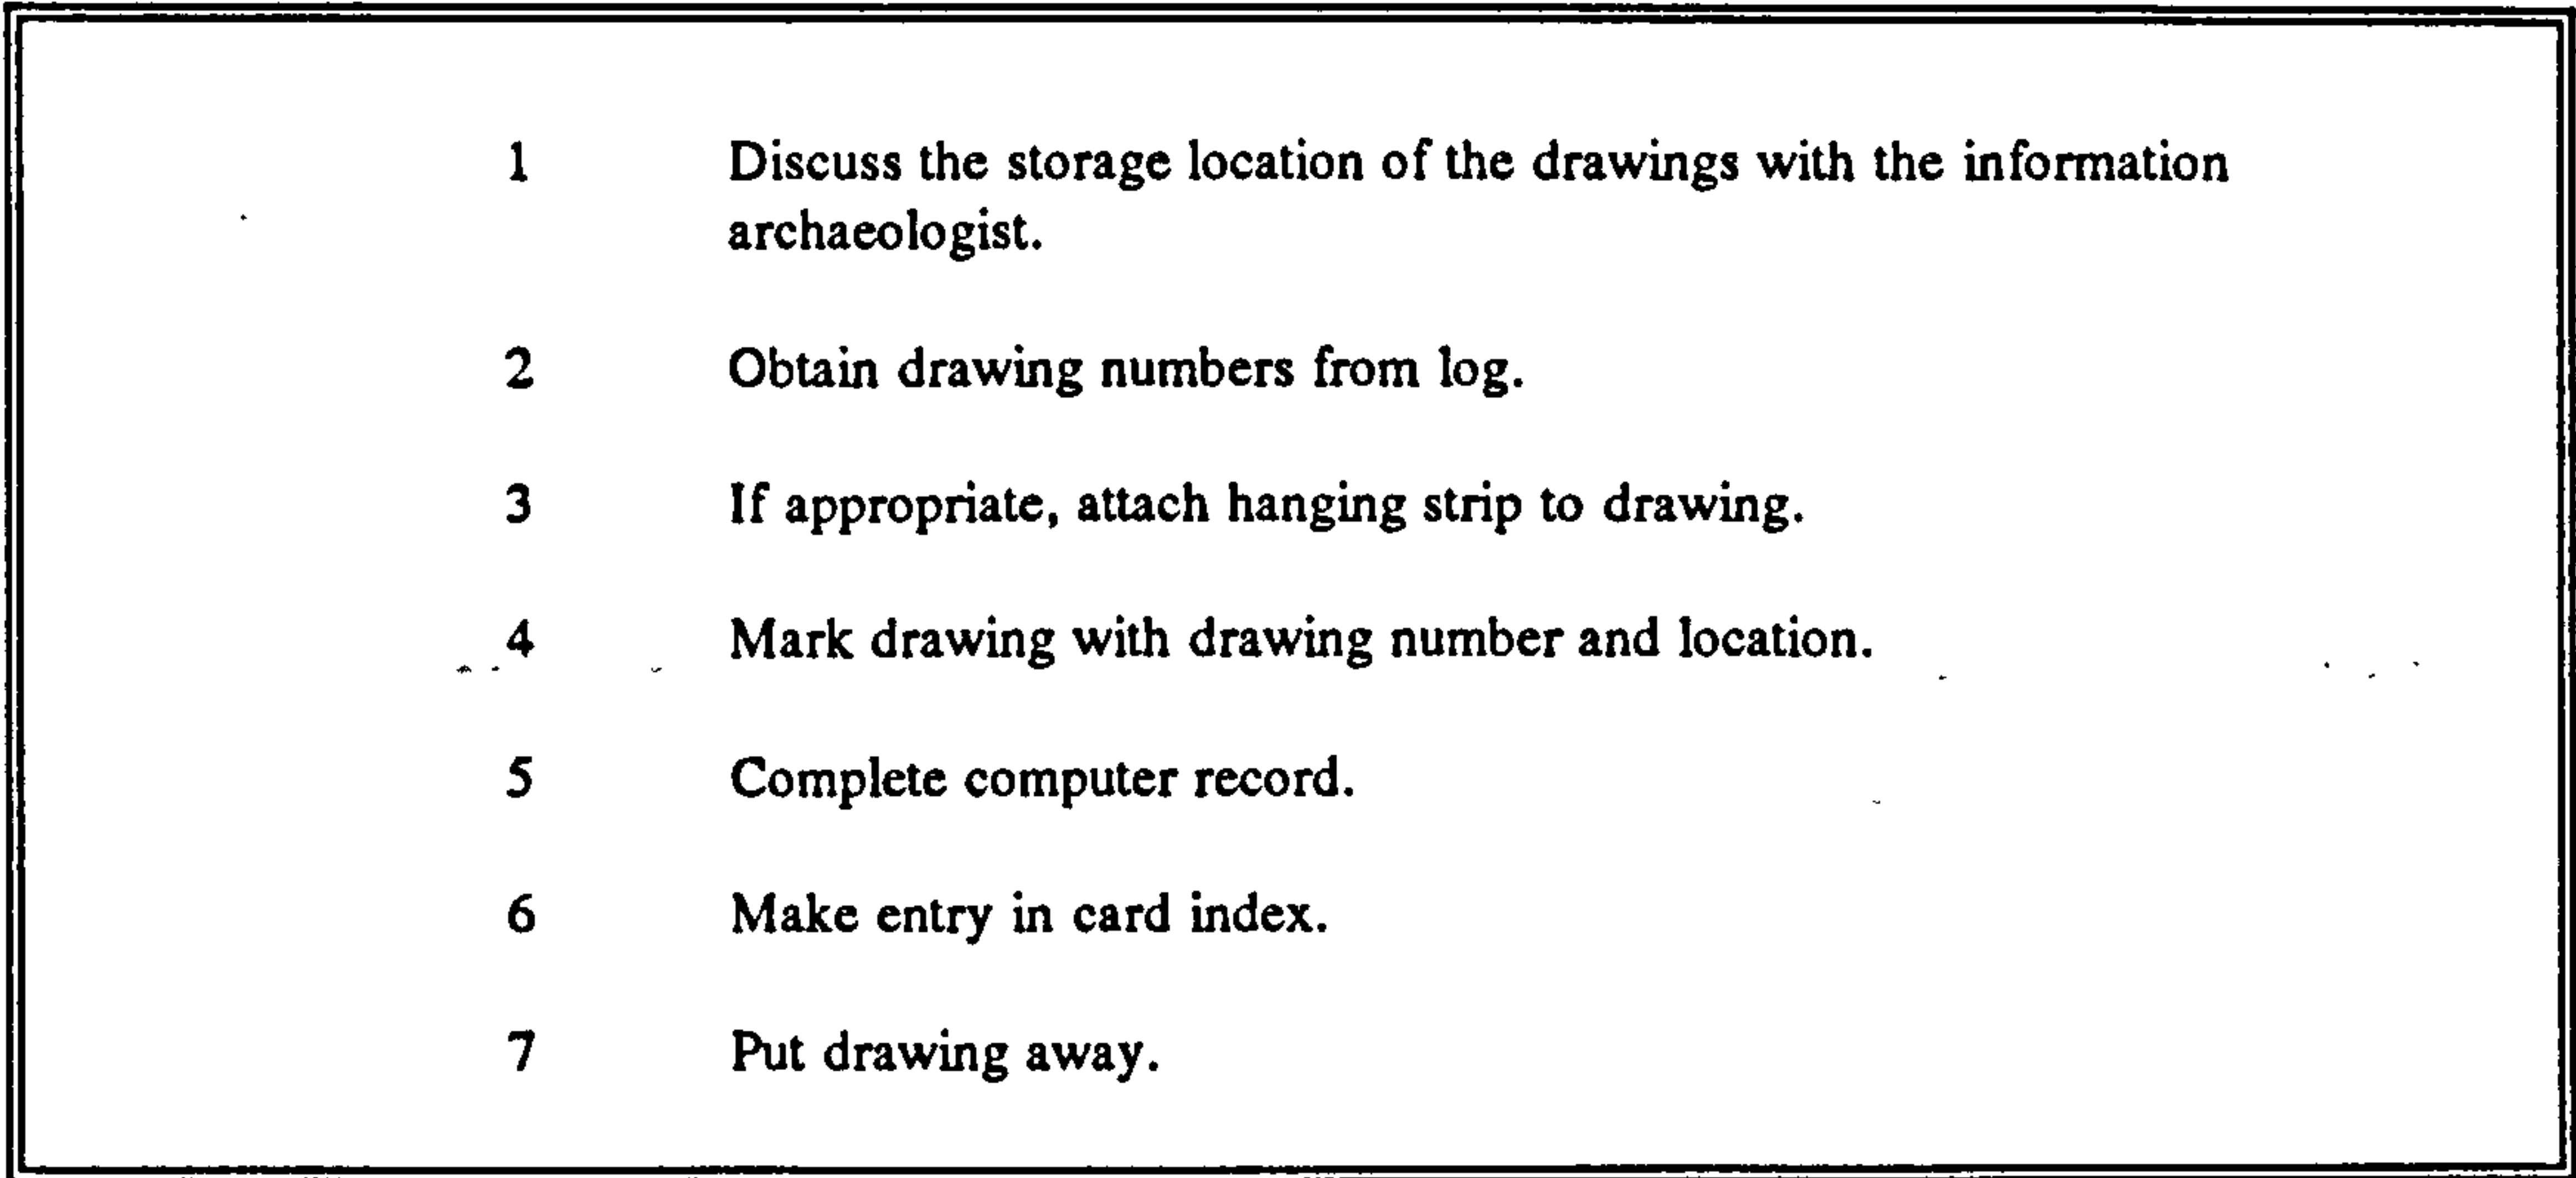 1 Discuss the storage location of the drawings with the information
archaeologist.
2 Obtain drawing numbers from log.
3 If appropriate, attach hanging strip to drawing.
4 Mark drawing with drawing number and location.
5 Complete computer record.
6 Make entry in card index.
7 Put drawing away.